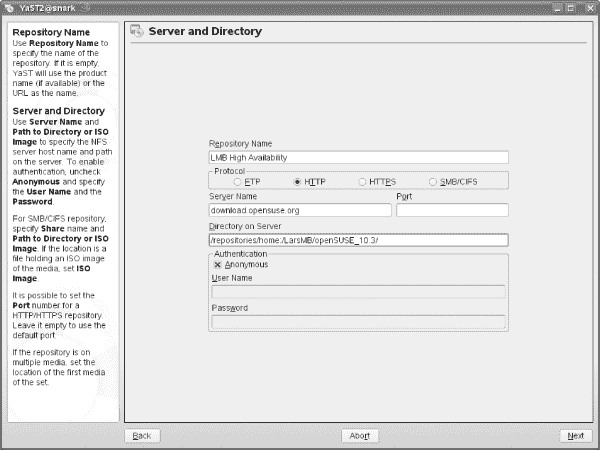 YaST2@snark
Repository Name
Use Repository Name to
specify the name of the
repository. If it is empty,
YaST will use the product
name (if available) or the
URL as the name.
Server and Directory
Use Server Name and
Path to Directory or ISO
Image to specify the NFS
server host name and path
on the server. To enable
authentication, uncheck
Anonymous and specify
the User Name and the
Password.
For SMB/CIFS repository,
specify Share name and
Path to Directory or ISO
Image. If the location is a
file holding an ISO image
of the media, set ISO
Image.
It is possible to set the
Port number for a
HTTP/HTTPS repository.
Leave it empty to use the
default port.
If the repository is on
multiple media, set the
location of the first media
of the set.
Server and Directory
Repository Name
LMB High Availability
Protocol
FTP HTTP HTTPS SMB/CIFS
Server Name Port
download.opensuse.org
Directory on Server
/repositories/home:/LarsMB/openSUSE_10.3/
Authentication
Anonymous
User Name
Password
Back Abort Next